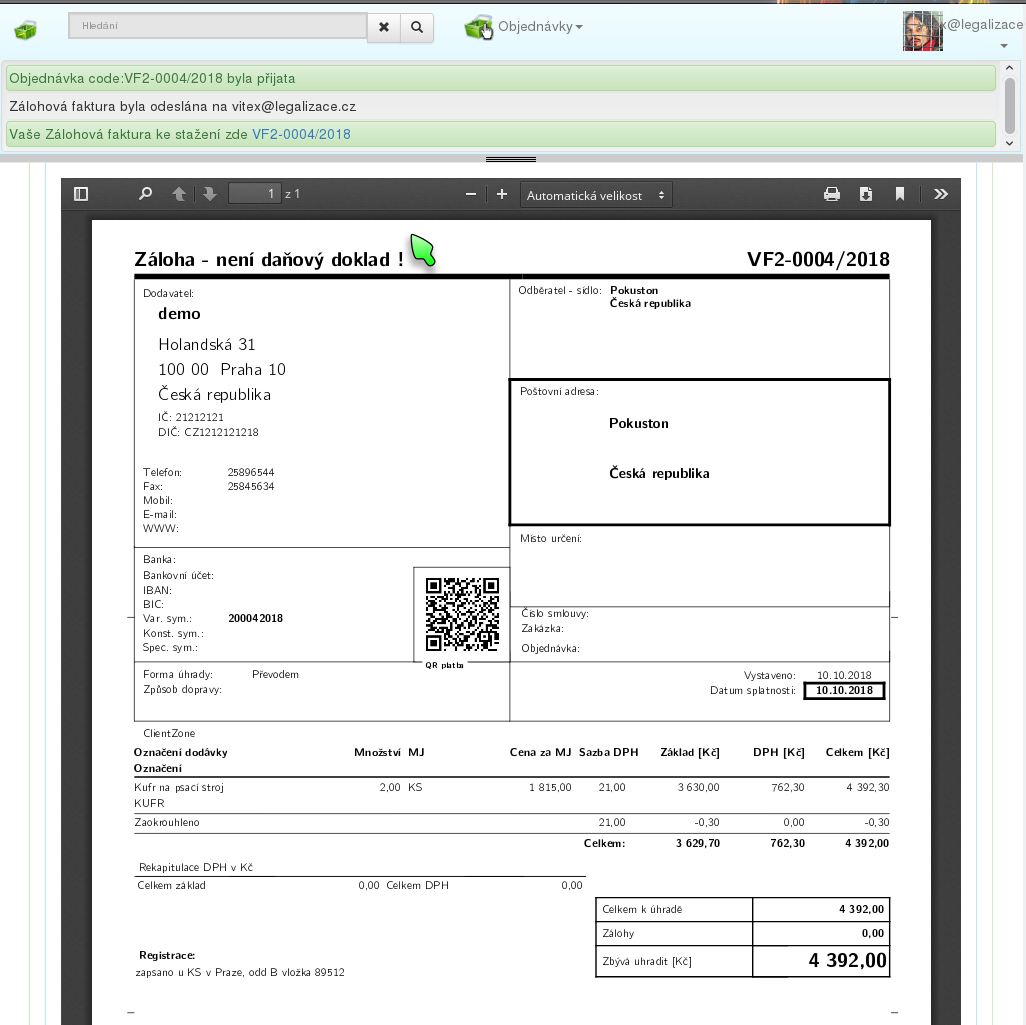 Hledání
Objednávky
x@legalizace
Objednávka code:VF2-0004/2018 byla přijata
Zálohová faktura byla odeslána na vitex@legalizace.cz
Vaše Zálohová faktura ke stažení zde VF2-0004/2018
1 z 1
Automatická velikost
Záloha - není daňový doklad !
VF2-0004/2018
Dodavatel:
demo
Holandská 31
100 00 Praha 10
Česká republika
IČ: 21212121
DIČ: CZ1212121218
Telefon: 25896544
Fax: 25845634
Mobil:
E-mail:
WWW:
Odběratel - sídlo: Pokuston
Česká republika
Poštovní adresa:
Pokuston
Česká republika
Místo určení:
Banka:
Bankovní účet:
IBAN:
BIC:
Var. sym.: 200042018
Konst. sym.:
Spec. sym.:
QR platba
Číslo smlouvy:
Zakázka:
Objednávka:
Forma úhrady: Převodem
Způsob dopravy:
Vystaveno: 10.10.2018
Datum splatnosti: 10.10.2018
ClientZone
Označení dodávky Množství MJ Cena za MJ Sazba DPH Základ [Kč] DPH [Kč] Celkem [Kč]
Označení
Kufr na psací stroj 2,00 KS 1 815,00 21,00 3 630,00 762,30 4 392,30
KUFR
Zaokrouhleno 21,00 -0,30 0,00 -0,30
Celkem: 3 629,70 762,30 4 392,00
Rekapitulace DPH v Kč
Celkem základ 0,00 Celkem DPH 0,00
Celkem k úhradě 4 392,00
Zálohy 0,00
Zbývá uhradit [Kč] 4 392,00
Registrace:
zapsano u KS v Praze, odd B vložka 89512